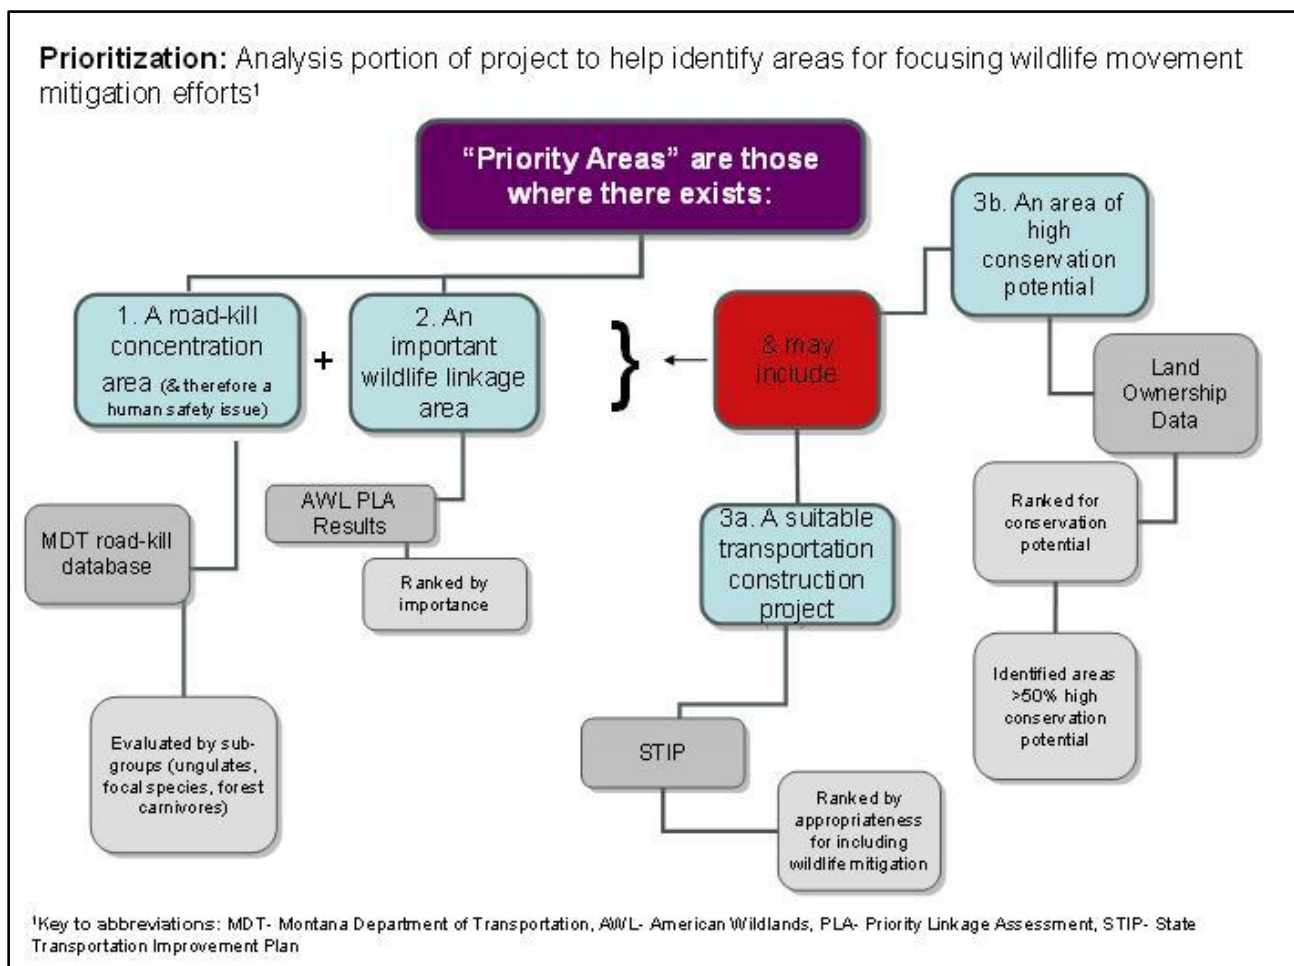 Prioritization: Analysis portion of project to help identify areas for focusing wildlife movement
mitigation efforts¹
“Priority Areas” are those
where there exists:
1. A road-kill
concentration
area (& therefore a
human safety issue)
+
2. An
important
wildlife linkage
area
}
& may
include
3b. An area of
high
conservation
potential
Land
Ownership
Data
Ranked for
conservation
potential
Identified areas
>50% high
conservation
potential
MDT road-kill
database
Evaluated by sub-
groups (ungulates,
focal species, forest
carnivores)
AWL PLA
Results
Ranked by
importance
3a. A suitable
transportation
construction
project
STIP
Ranked by
appropriateness
for including
wildlife mitigation
¹Key to abbreviations: MDT- Montana Department of Transportation, AWL- American Wildlands, PLA- Priority Linkage Assessment, STIP- State
Transportation Improvement Plan